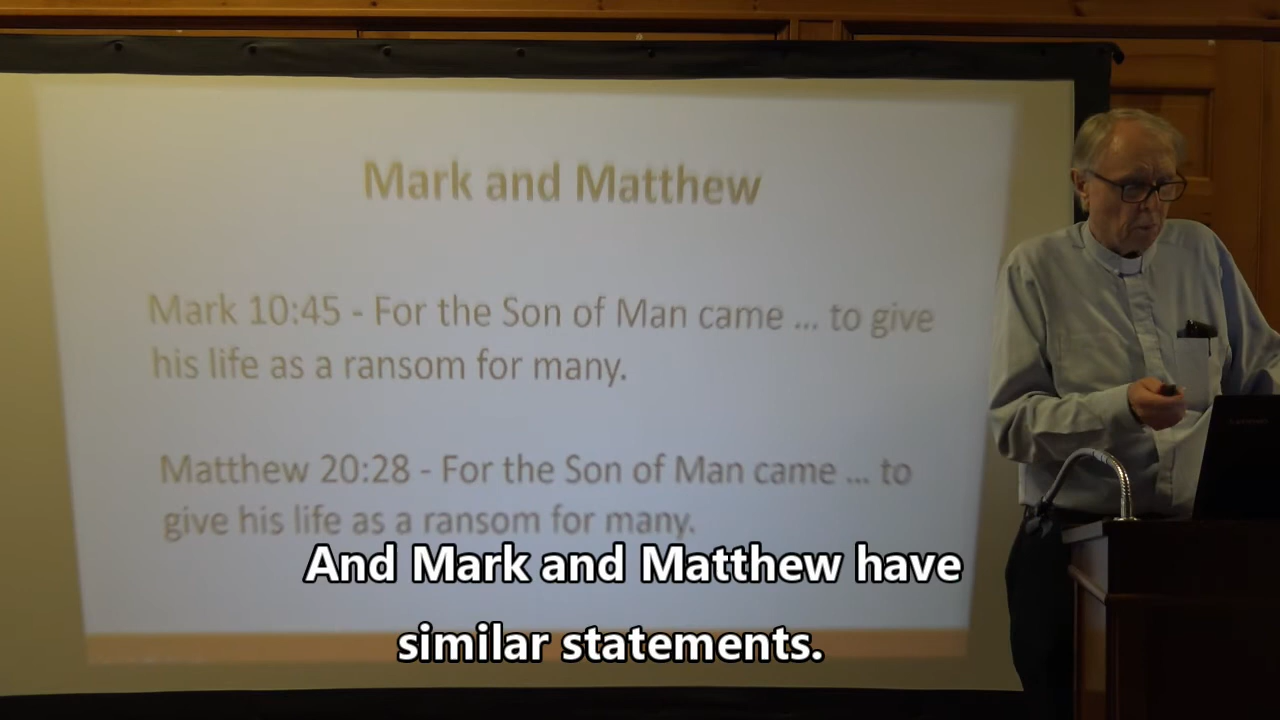 Mark and Matthew
Mark 10:45 - For the Son of Man came ... to give
his life as a ransom for many.
Matthew 20:28 - For the Son of Man came ... to
give his life as a ransom for many.
And Mark and Matthew have
similar statements.